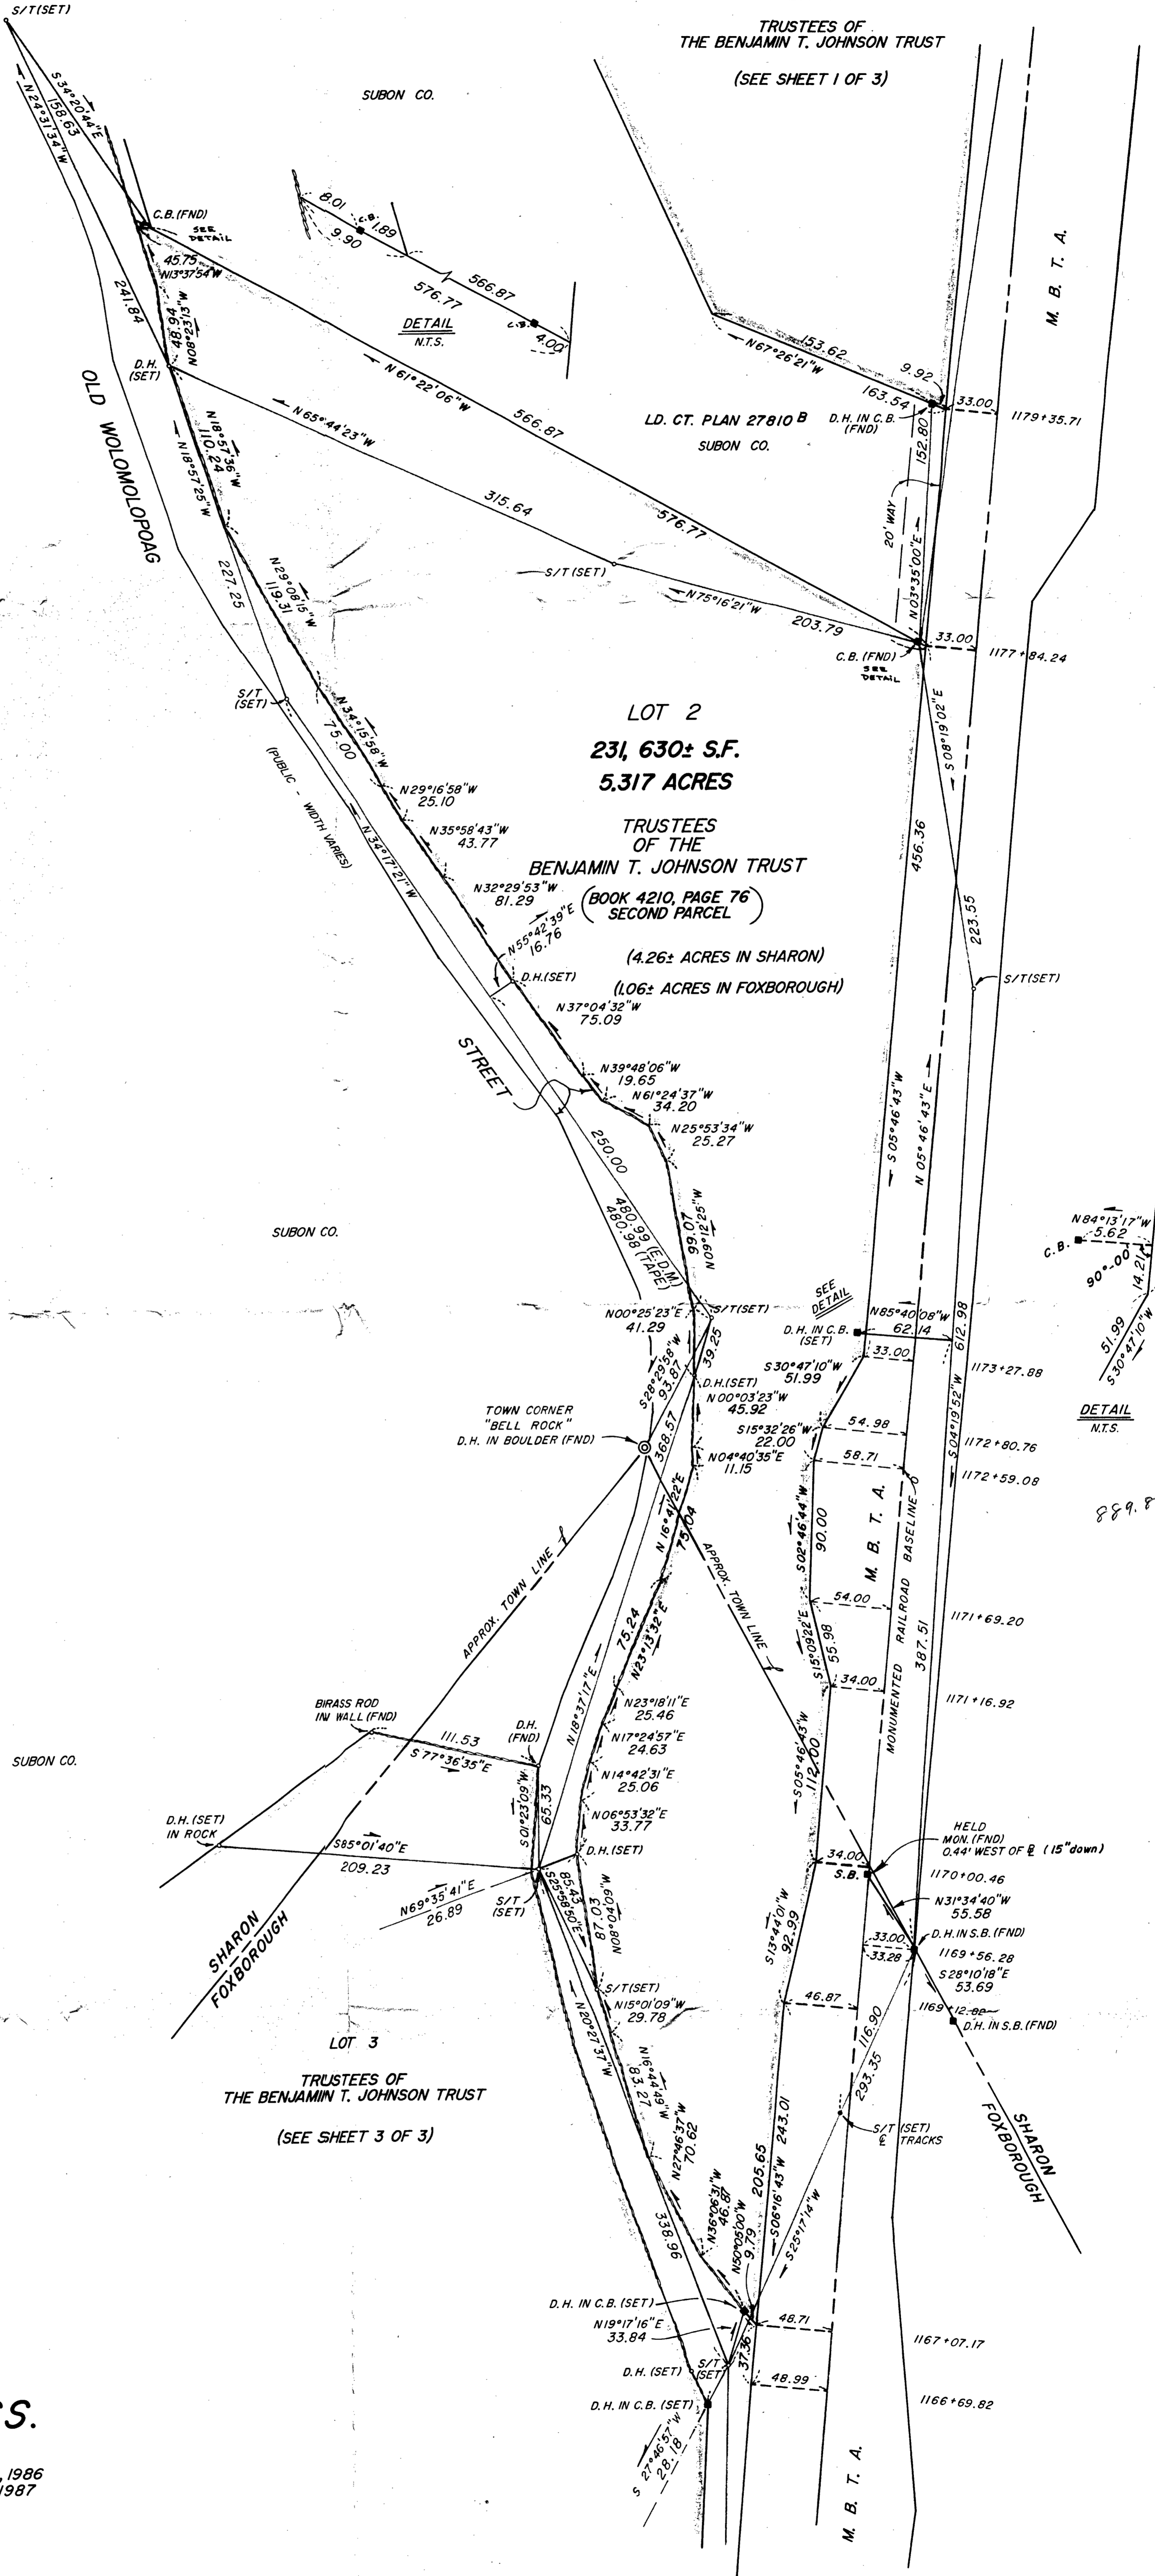 S/T(SET)
TRUSTEES OF
THE BENJAMIN T. JOHNSON TRUST
(SEE SHEET 1 OF 3)
SUBON CO.
S 34°20'44"E
158.63
N24°31'34"W
241.84
C.B.(FND)
SEE
DETAIL
45.75
N13°37'54"W
48.94
N08°23'13"W
D.H.
(SET)
8.01
C.B.
1.89
9.90
566.87
576.77
C.B.
4.00
DETAIL
N.T.S.
M. B. T. A.
153.62
N67°26'21"W
9.92
163.54
33.00
D.H. IN C.B.
(FND)
1179+35.71
LD. CT. PLAN 27810 B
SUBON CO.
152.80
20' WAY
N03°35'00"E
N 61°22'06"W
566.87
576.77
N65°44'23"W
315.64
S/T(SET)
N75°16'21"W
203.79
33.00
1177+84.24
C.B. (FND)
SEE
DETAIL
OLD WOLOMOLOPOAG
N18°57'36"W
110.24
N18°57'25"W
227.25
N29°08'15"W
119.31
S/T
(SET)
N34°15'58"W
75.00
(PUBLIC - WIDTH VARIES)
N34°17'21"W
LOT 2
231, 630± S.F.
5.317 ACRES
TRUSTEES
OF THE
BENJAMIN T. JOHNSON TRUST
(BOOK 4210, PAGE 76
SECOND PARCEL)
(4.26± ACRES IN SHARON)
(1.06± ACRES IN FOXBOROUGH)
S08°19'02"E
223.55
S/T(SET)
456.36
S05°46'43"W
N 05°46'43"E
N29°16'58"W
25.10
N35°58'43"W
43.77
N32°29'53"W
81.29
N55°42'39"E
16.76
D.H.(SET)
N37°04'32"W
75.09
STREET
N39°48'06"W
19.65
N61°24'37"W
34.20
N25°53'34"W
25.27
250.00
480.99 (E.D.M.)
480.98 (TAPE)
N09°12'25"W
79.07
SUBON CO.
N84°13'17"W
5.62
C.B.
90°-00'
14.21
51.99
S30°47'10"W
DETAIL
N.T.S.
SEE
DETAIL
N85°40'08"W
62.14
D.H. IN C.B.
(SET)
33.00
612.98
S04°19'52"W
1173+27.88
N00°25'23"E
41.29
S/T(SET)
S28°29'58"W
93.87
39.25
D.H.(SET)
S30°47'10"W
51.99
N00°03'23"W
45.92
TOWN CORNER
"BELL ROCK"
D.H. IN BOULDER (FND)
368.57
S15°32'26"W
22.00
54.98
1172+80.76
N04°40'35"E
11.15
58.71
1172+59.08
889.8
N16°41'22"E
75.04
S02°46'44"W
90.00
M. B. T. A.
MONUMENTED RAILROAD BASELINE
387.51
APPROX. TOWN LINE
APPROX. TOWN LINE
54.00
1171+69.20
75.24
N23°13'32"E
S15°09'22"E
55.98
N18°37'17"E
34.00
1171+16.92
N23°18'11"E
25.46
BIRASS ROD
IN WALL (FND)
111.53
S77°36'35"E
D.H.
(FND)
N17°24'57"E
24.63
SUBON CO.
N14°42'31"E
25.06
S05°46'43"W
112.00
S01°23'09"W
65.33
N06°53'32"E
33.77
D.H.(SET)
IN ROCK
S85°01'40"E
209.23
D.H.(SET)
HELD
MON. (FND)
0.44' WEST OF ℄ (15"down)
34.00
S.B.
1170+00.46
N69°35'41"E
26.89
S/T
(SET)
85.43
S25°58'50"E
N08°04'09"W
87.03
N31°34'40"W
55.58
SHARON
FOXBOROUGH
S13°44'01"W
92.99
33.00
33.28
D.H. IN S.B. (FND)
1169+56.28
S28°10'18"E
53.69
S/T(SET)
N15°01'09"W
29.78
46.87
1169+12.82
D.H. IN S.B. (FND)
LOT 3
TRUSTEES OF
THE BENJAMIN T. JOHNSON TRUST
(SEE SHEET 3 OF 3)
N20°27'37"W
N16°44'49"W
83.27
116.90
293.35
S/T (SET)
℄ TRACKS
SHARON
FOXBOROUGH
N27°46'37"W
70.62
205.65
S06°16'43"W 243.01
S25°17'14"W
N36°06'31"W
46.87
N50°05'00"W
9.79
338.96
D.H. IN C.B. (SET)
N19°17'16"E
33.84
48.71
1167+07.17
D.H. (SET)
S/T
(SET)
37.36
48.99
D.H. IN C.B. (SET)
1166+69.82
S 27°46'57"W
28.18
M. B. T. A.
S.
, 1986
1987